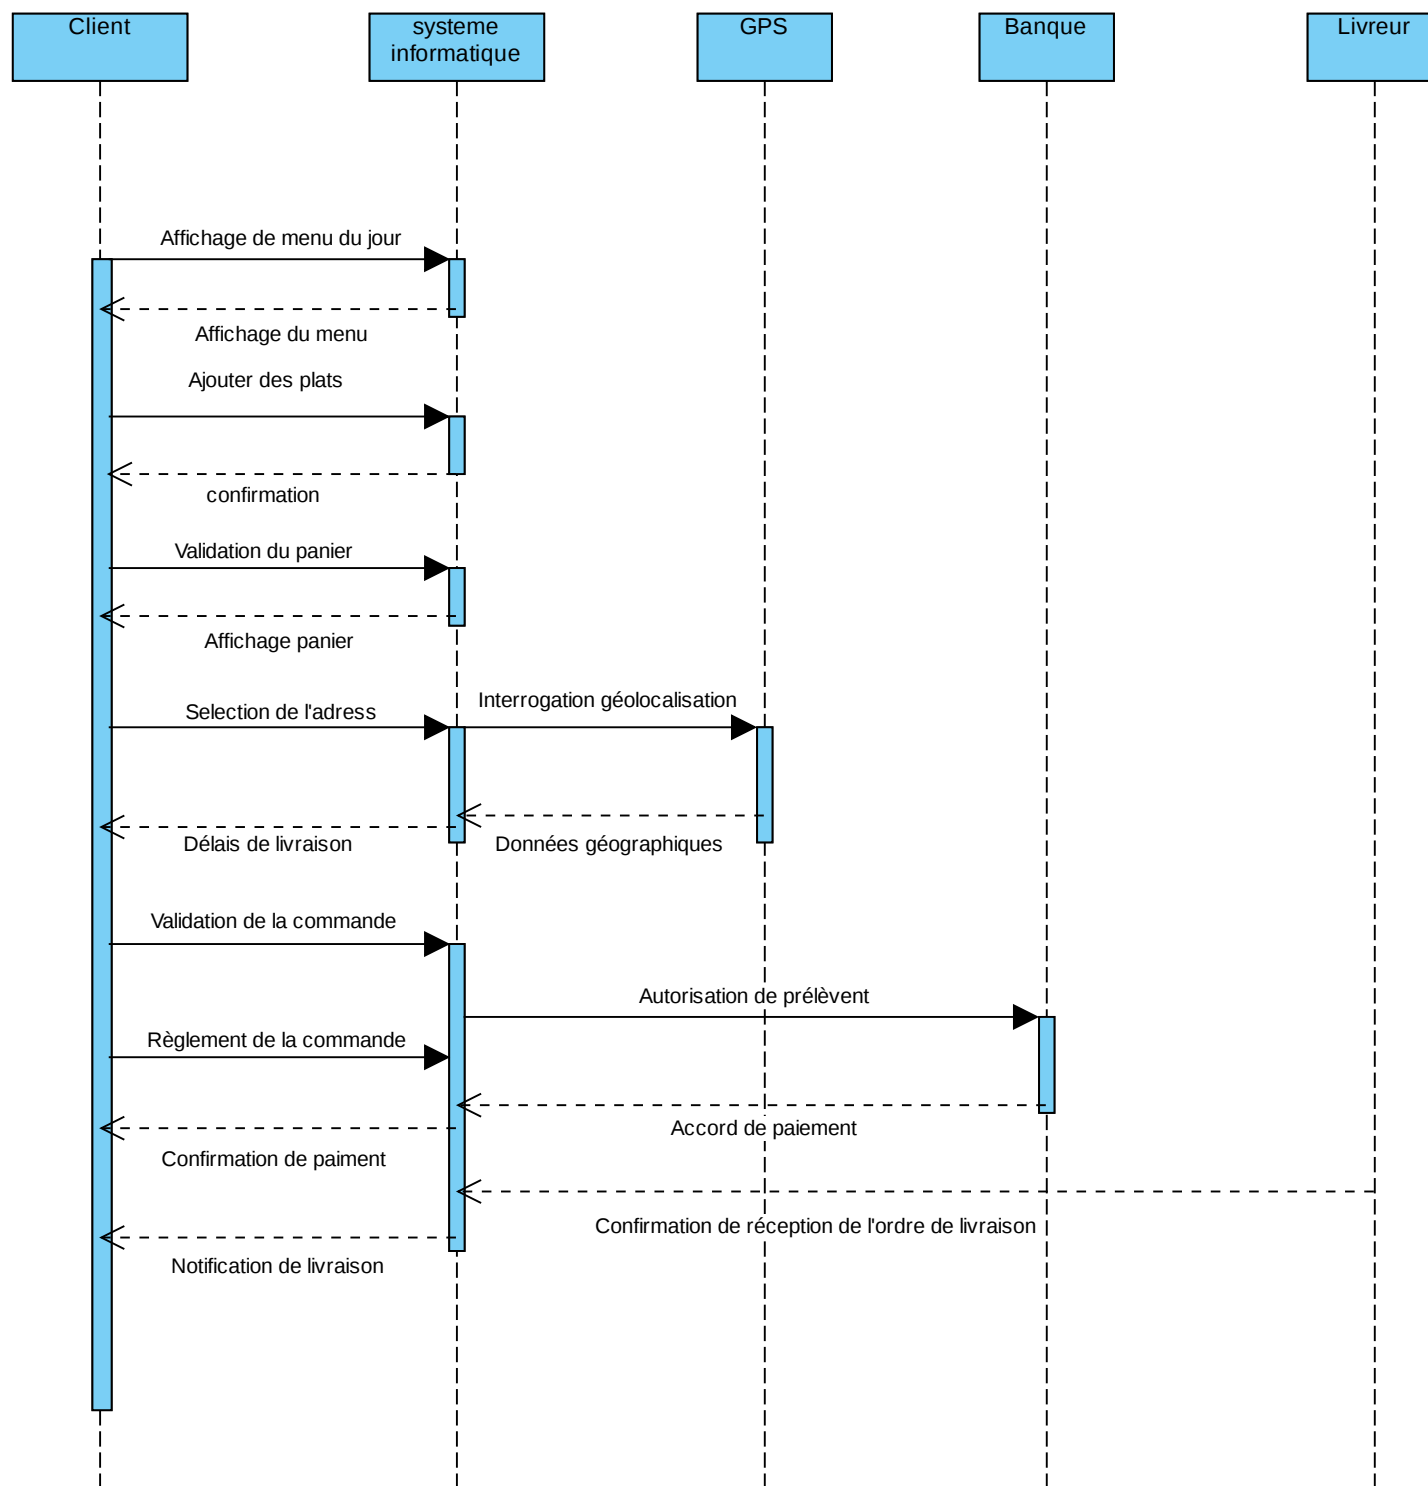 Client
systeme
informatique
GPS
Banque
Livreur
Affichage de menu du jour
Affichage du menu
Ajouter des plats
confirmation
Validation du panier
Affichage panier
Interrogation géolocalisation
Selection de l'adress
Délais de livraison
Données géographiques
Validation de la commande
Autorisation de prélèvent
Règlement de la commande
Accord de paiement
Confirmation de paiment
Confirmation de réception de l'ordre de livraison
Notification de livraison